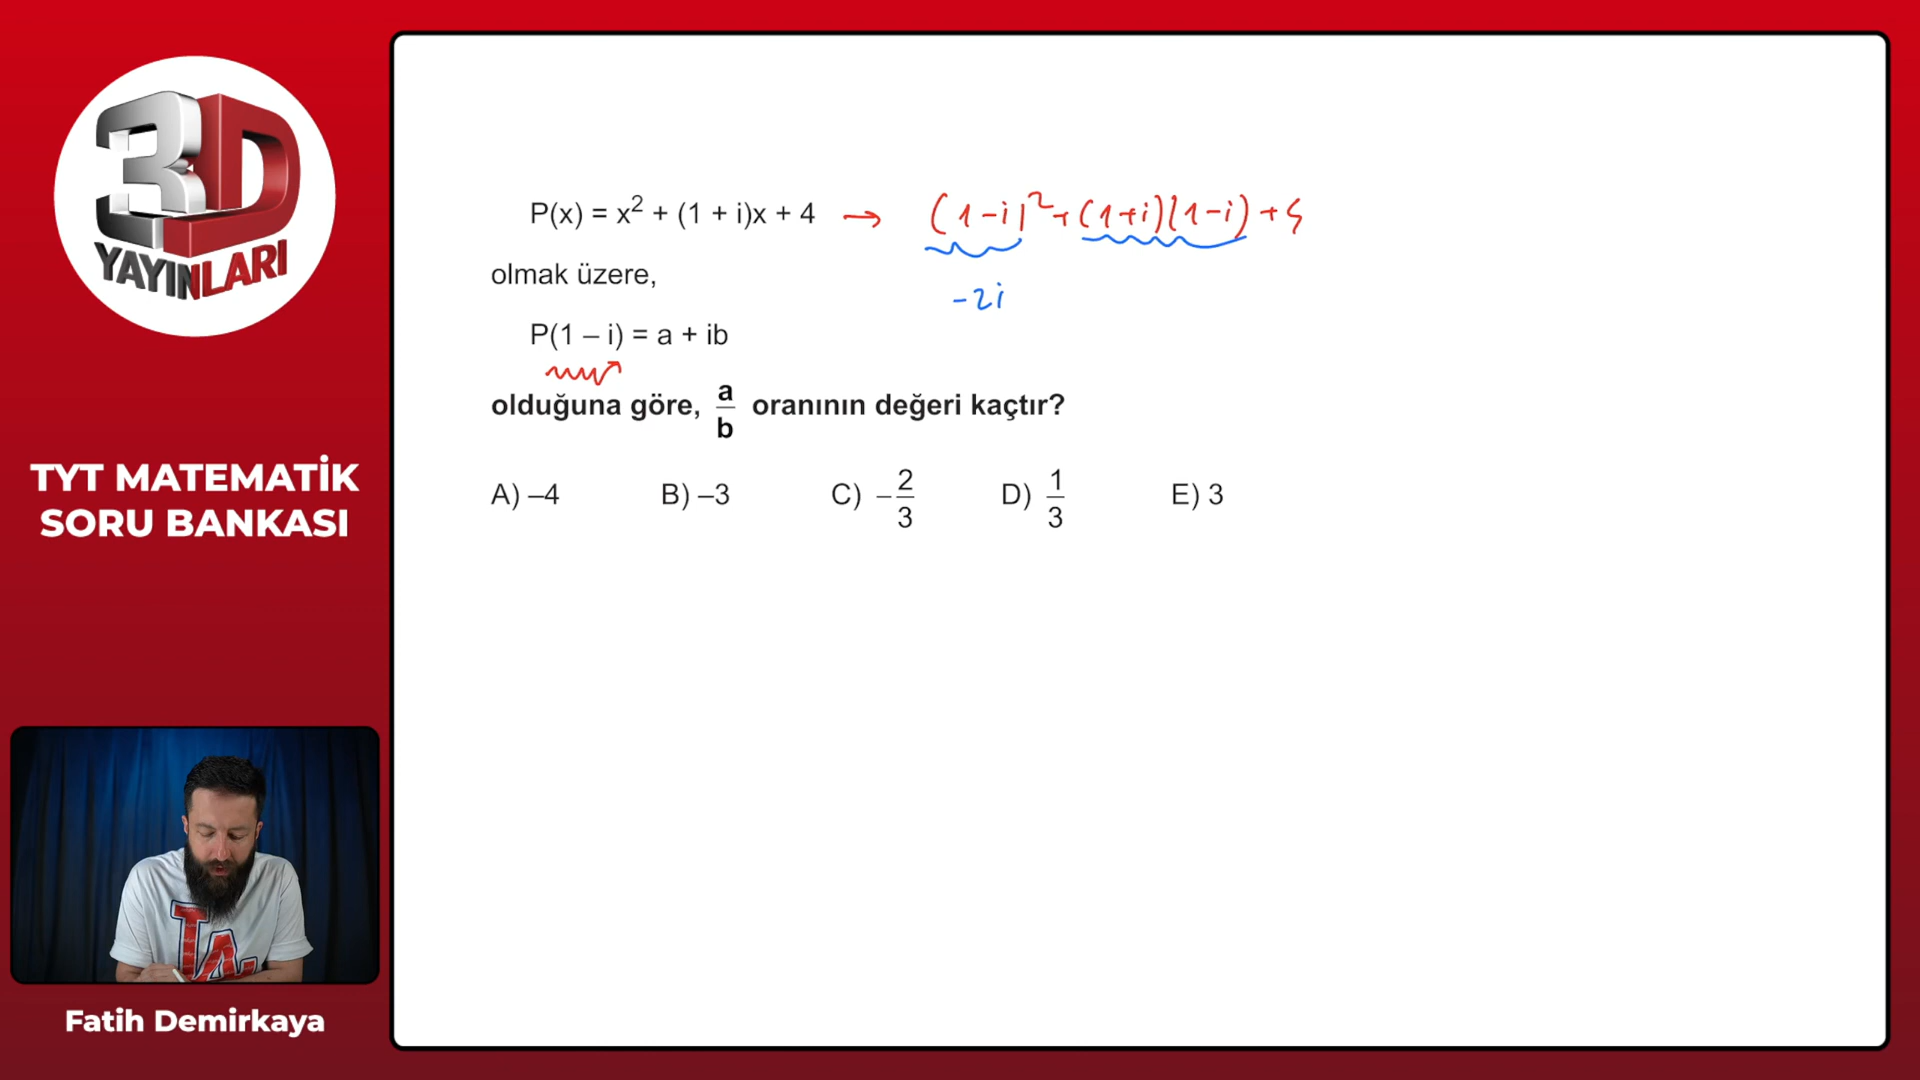 3D
YAYINLARI
TYT MATEMATİK
SORU BANKASI
Fatih Demirkaya
P(x) = x² + (1 + i)x + 4 → (1-i)² + (1+i)(1-i) + 4
-2i
olmak üzere,
P(1 – i) = a + ib
olduğuna göre, a/b oranının değeri kaçtır?
A) –4 B) –3 C) –2/3 D) 1/3 E) 3